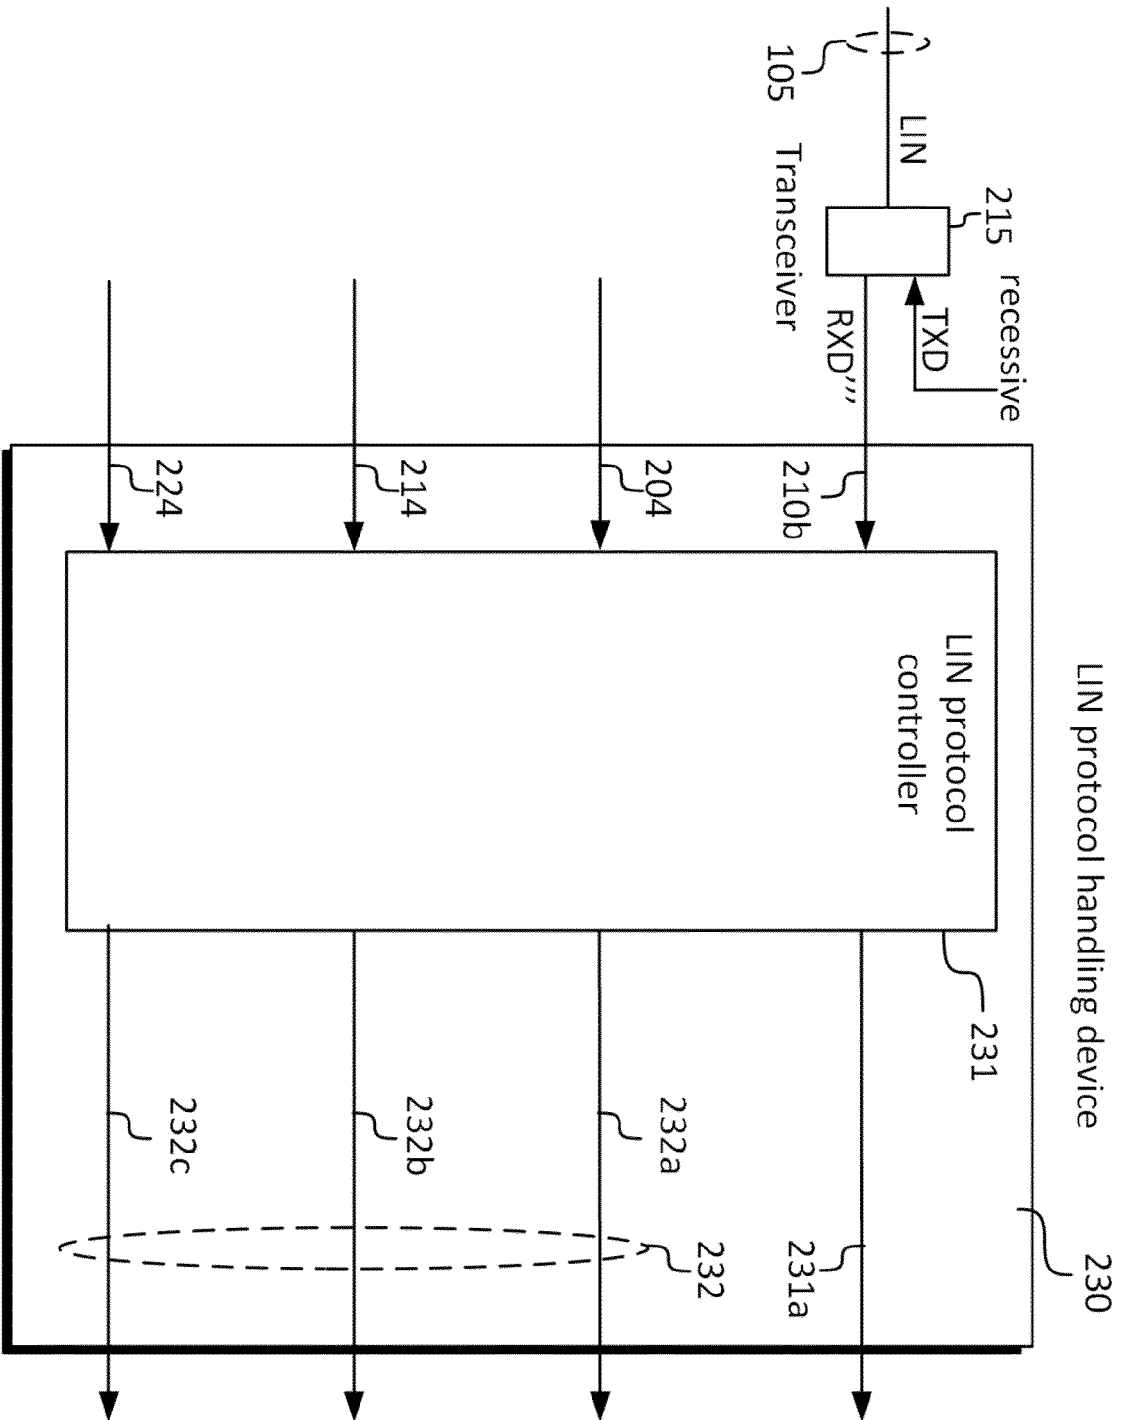 LIN protocol handling device
230
215 recessive
LIN
TXD
RXD'''
105 Transceiver
210b
204
214
224
LIN protocol
controller
231
231a
232a
232
232b
232c